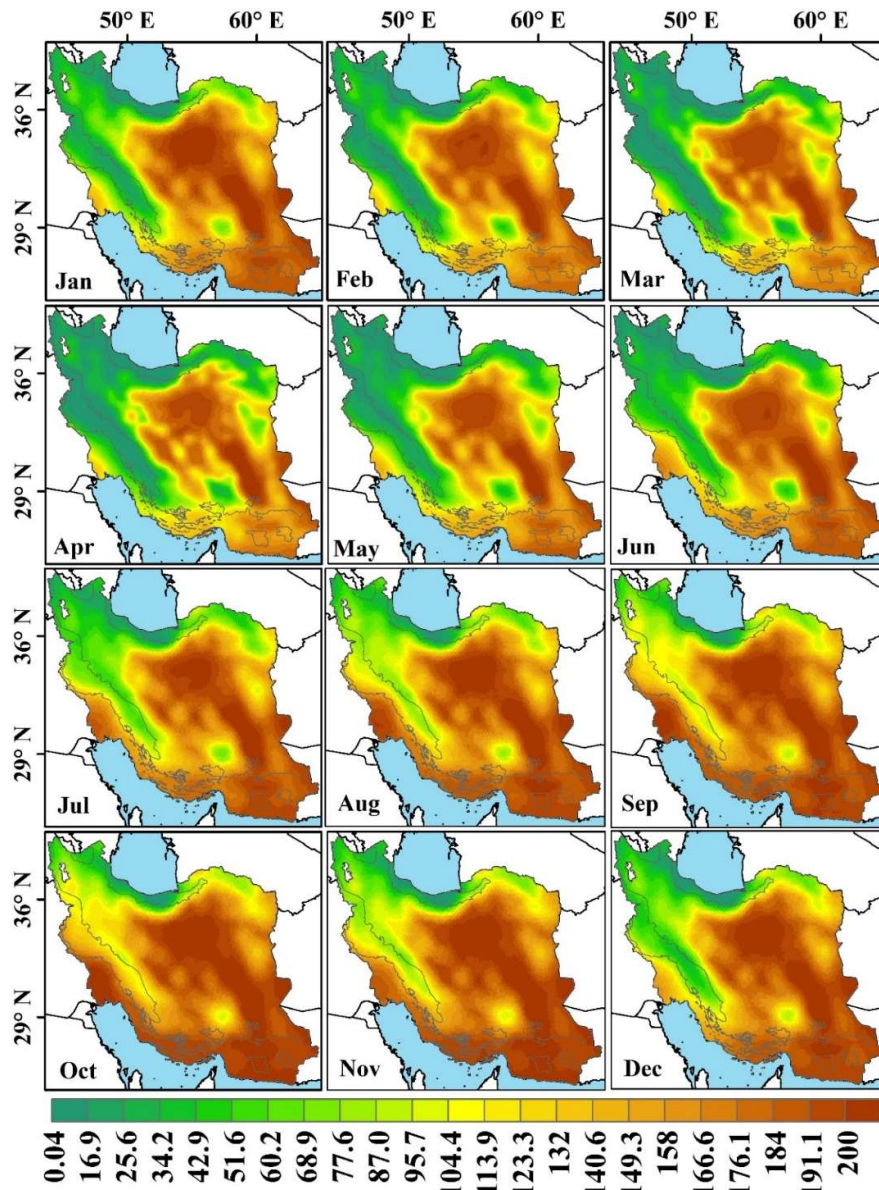 50° E 60° E 50° E 60° E 50° E 60° E
36° N
29° N
Jan Feb Mar
36° N
29° N
Apr May Jun
36° N
29° N
Jul Aug Sep
36° N
29° N
Oct Nov Dec
0.04 16.9 25.6 34.2 42.9 51.6 60.2 68.9 77.6 87.0 95.7 104.4 113.9 123.3 132 140.6 149.3 158 166.6 176.1 184 191.1 200